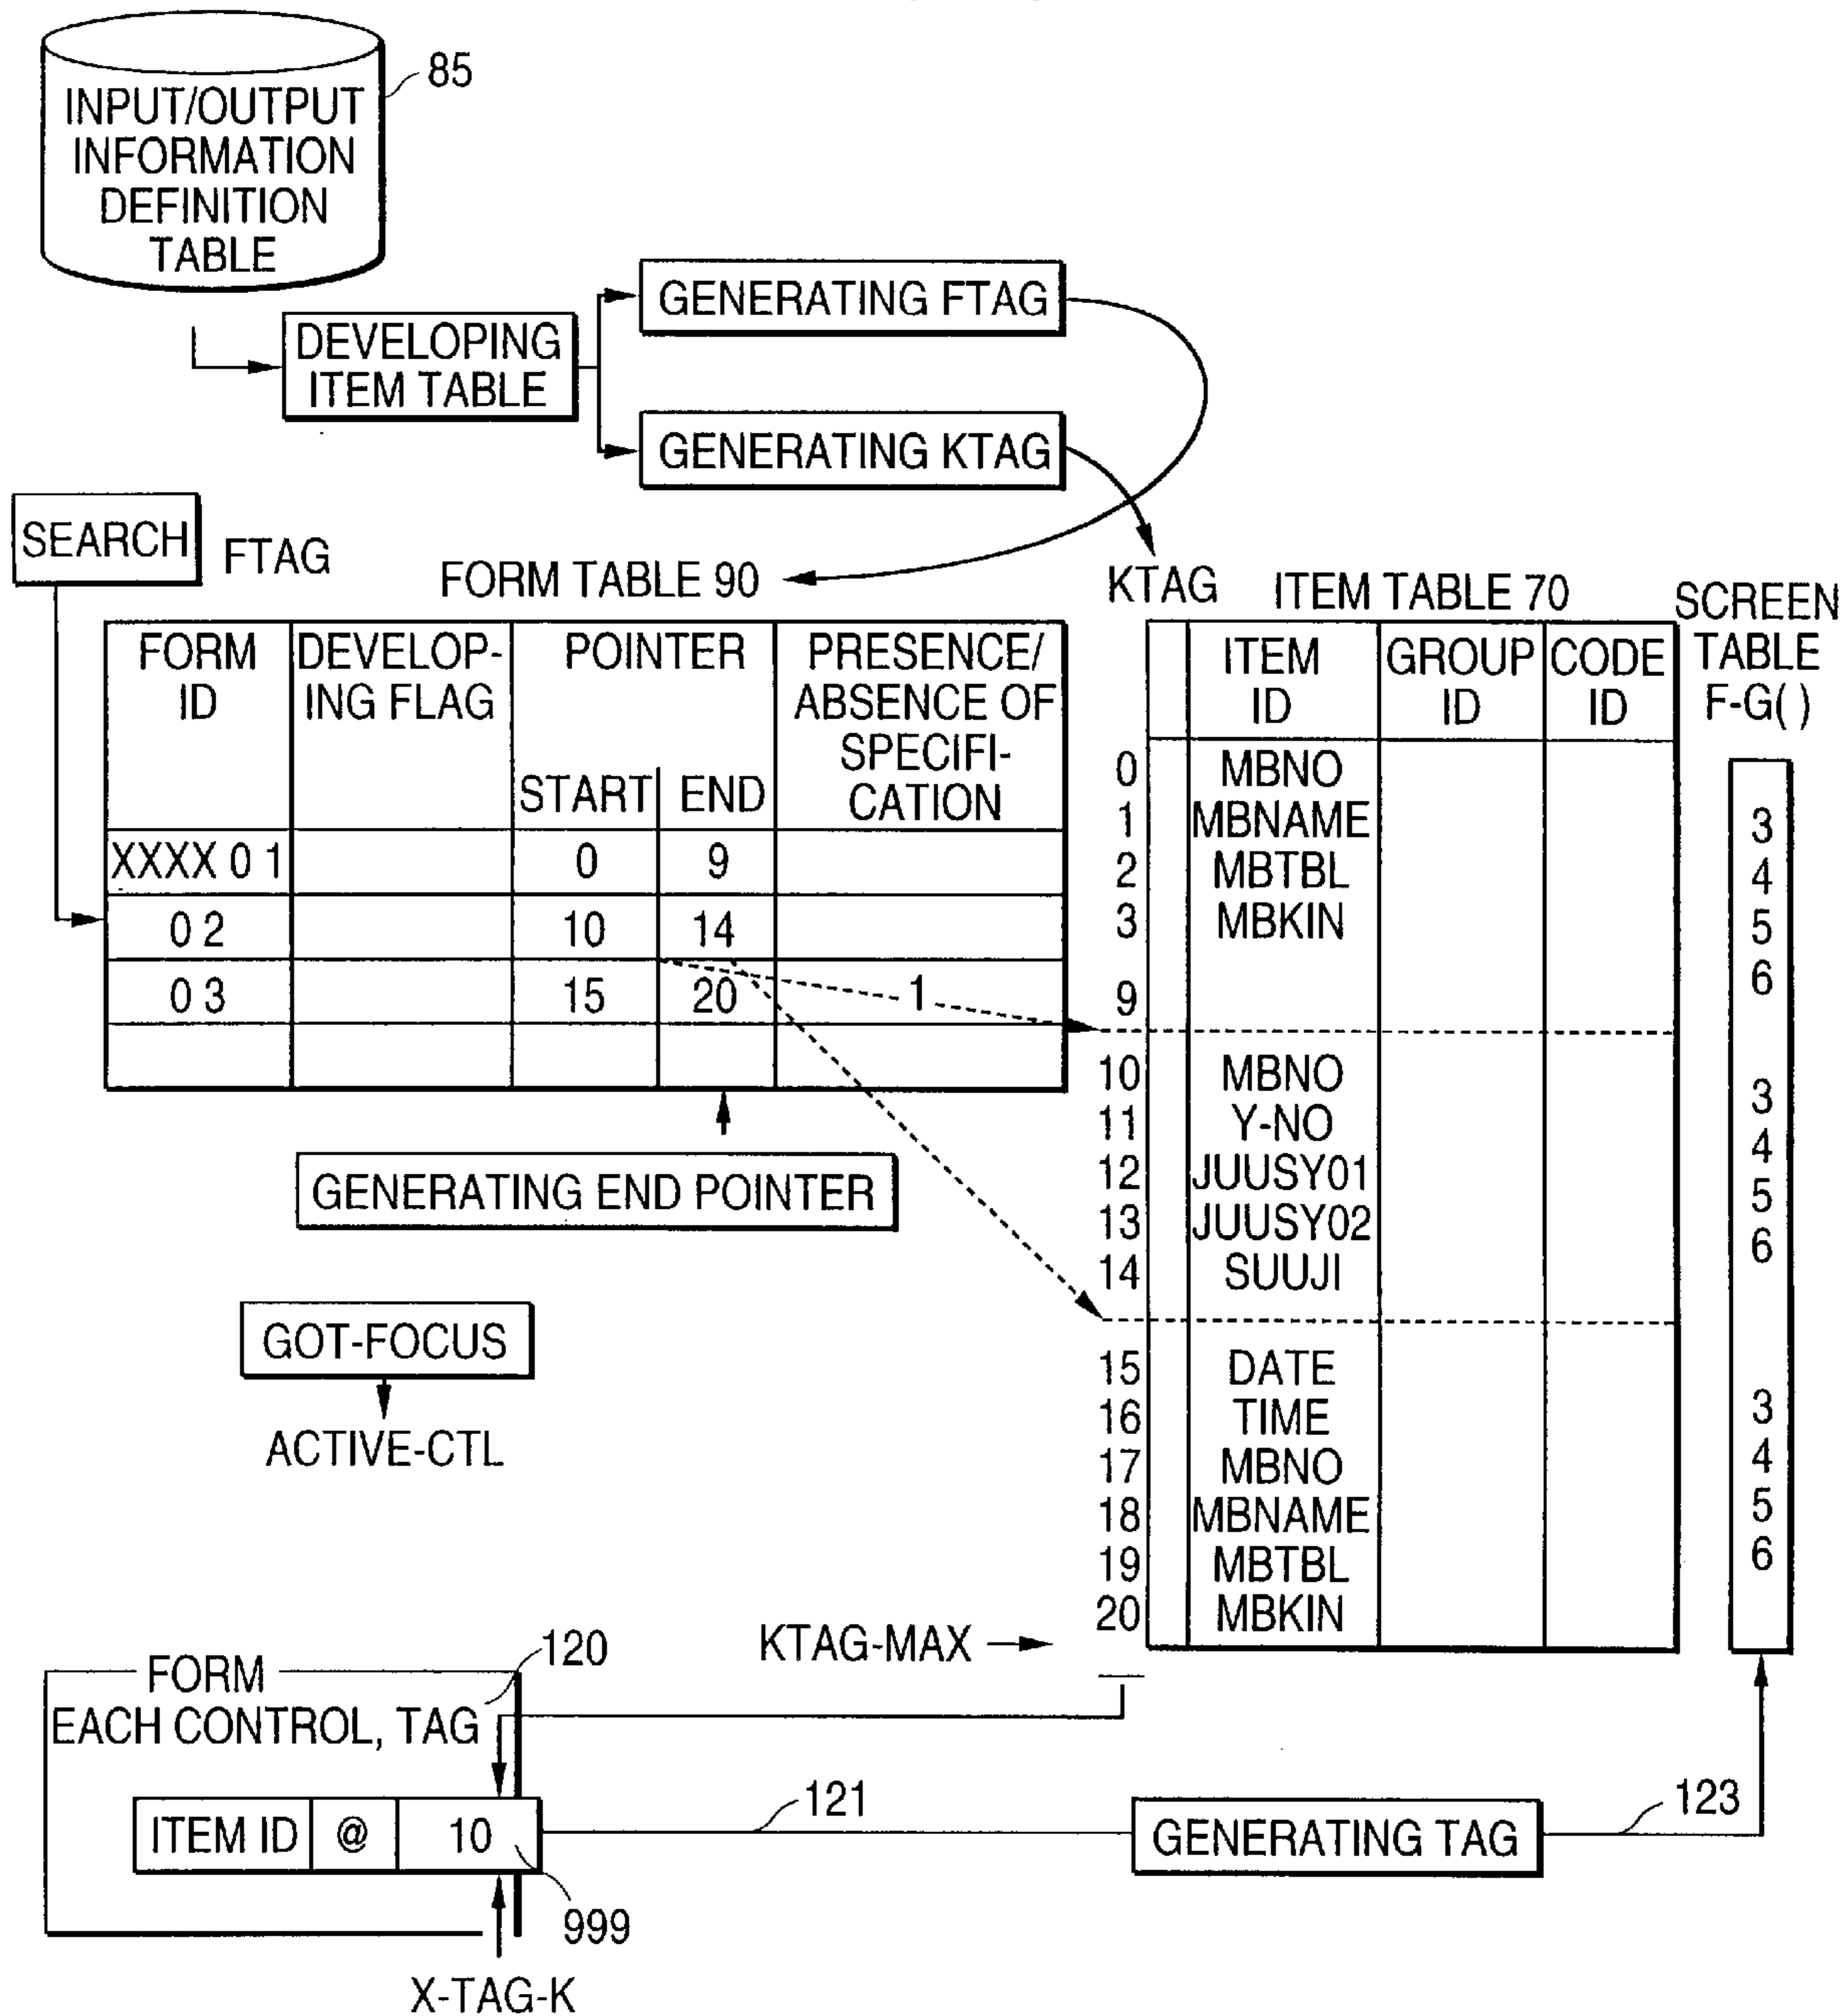 INPUT/OUTPUT
INFORMATION
DEFINITION
TABLE
85
DEVELOPING
ITEM TABLE
GENERATING FTAG
GENERATING KTAG
SEARCH
FTAG
FORM TABLE 90
FORM
ID
DEVELOP-
ING FLAG
POINTER
START
END
PRESENCE/
ABSENCE OF
SPECIFI-
CATION
XXXX 0 1
0
9
0 2
10
14
0 3
15
20
1
GENERATING END POINTER
GOT-FOCUS
ACTIVE-CTL
KTAG
ITEM TABLE 70
ITEM
ID
GROUP
ID
CODE
ID
0 MBNO
1 MBNAME
2 MBTBL
3 MBKIN
9
10 MBNO
11 Y-NO
12 JUUSY01
13 JUUSY02
14 SUUJI
15 DATE
16 TIME
17 MBNO
18 MBNAME
19 MBTBL
20 MBKIN
SCREEN
TABLE
F-G( )
3
4
5
6
3
4
5
6
3
4
5
6
KTAG-MAX
FORM
120
EACH CONTROL, TAG
ITEM ID @ 10
999
X-TAG-K
121
GENERATING TAG
123